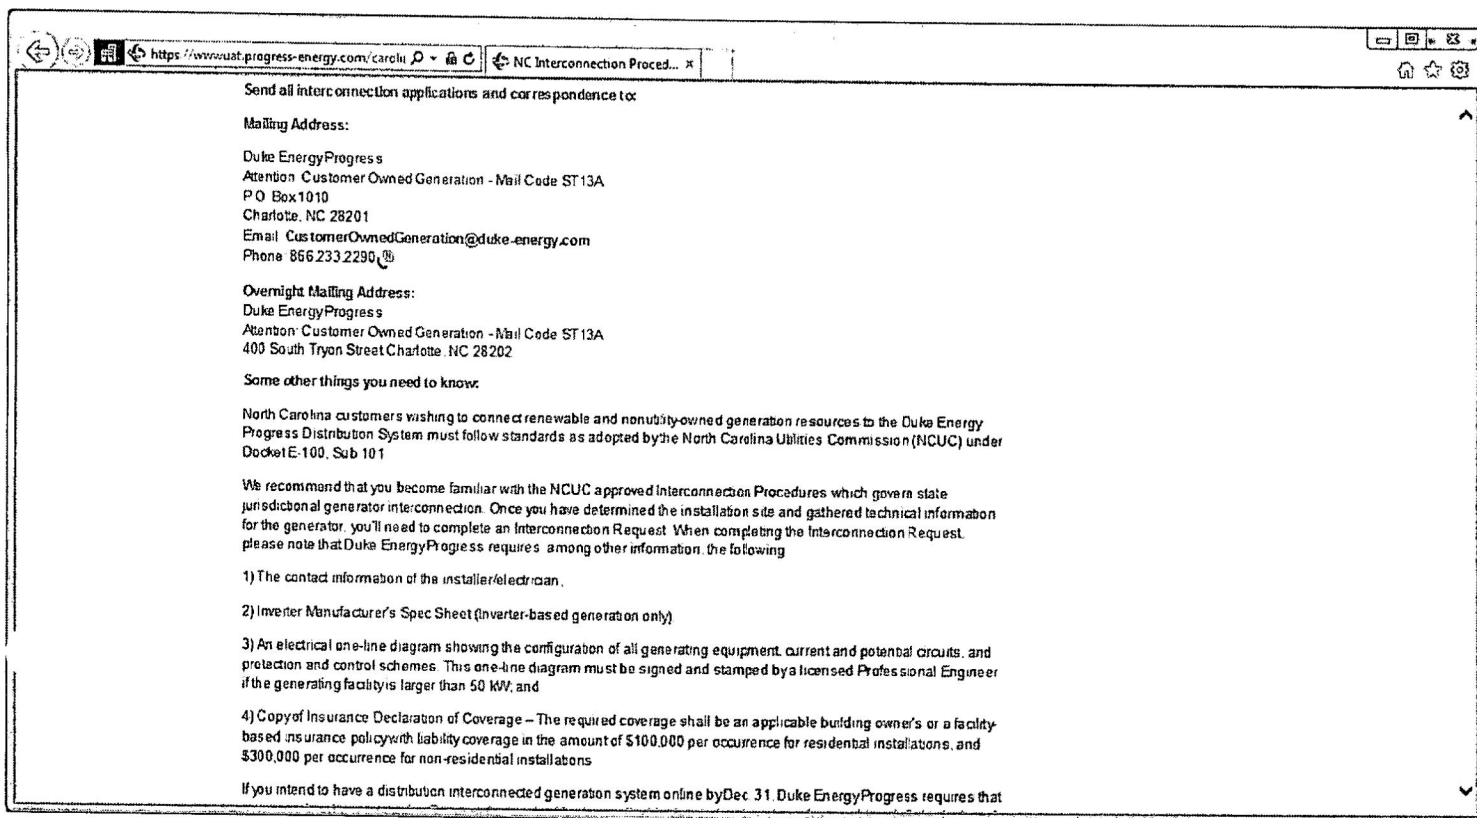 https://wwwuat.progress-energy.com/caroli
NC Interconnection Proced... x
Send all interconnection applications and correspondence to:
Mailing Address:
Duke Energy Progress
Attention Customer Owned Generation - Mail Code ST13A
P O Box 1010
Charlotte, NC 28201
Email CustomerOwnedGeneration@duke-energy.com
Phone 866.233.2290
Overnight Mailing Address:
Duke Energy Progress
Attention: Customer Owned Generation - Mail Code ST13A
400 South Tryon Street Charlotte, NC 28202
Some other things you need to know:
North Carolina customers wishing to connect renewable and nonutility-owned generation resources to the Duke Energy
Progress Distribution System must follow standards as adopted by the North Carolina Utilities Commission (NCUC) under
Docket E-100, Sub 101
We recommend that you become familiar with the NCUC approved Interconnection Procedures which govern state
jurisdictional generator interconnection. Once you have determined the installation site and gathered technical information
for the generator, you'll need to complete an Interconnection Request. When completing the Interconnection Request,
please note that Duke Energy Progress requires among other information, the following
1) The contact information of the installer/electrician,
2) Inverter Manufacturer's Spec Sheet (Inverter-based generation only)
3) An electrical one-line diagram showing the configuration of all generating equipment, current and potential circuits, and
protection and control schemes. This one-line diagram must be signed and stamped by a licensed Professional Engineer
if the generating facility is larger than 50 kW; and
4) Copy of Insurance Declaration of Coverage – The required coverage shall be an applicable building owner's or a facility-
based insurance policy with liability coverage in the amount of $100,000 per occurrence for residential installations, and
$300,000 per occurrence for non-residential installations
If you intend to have a distribution interconnected generation system online by Dec. 31, Duke Energy Progress requires that